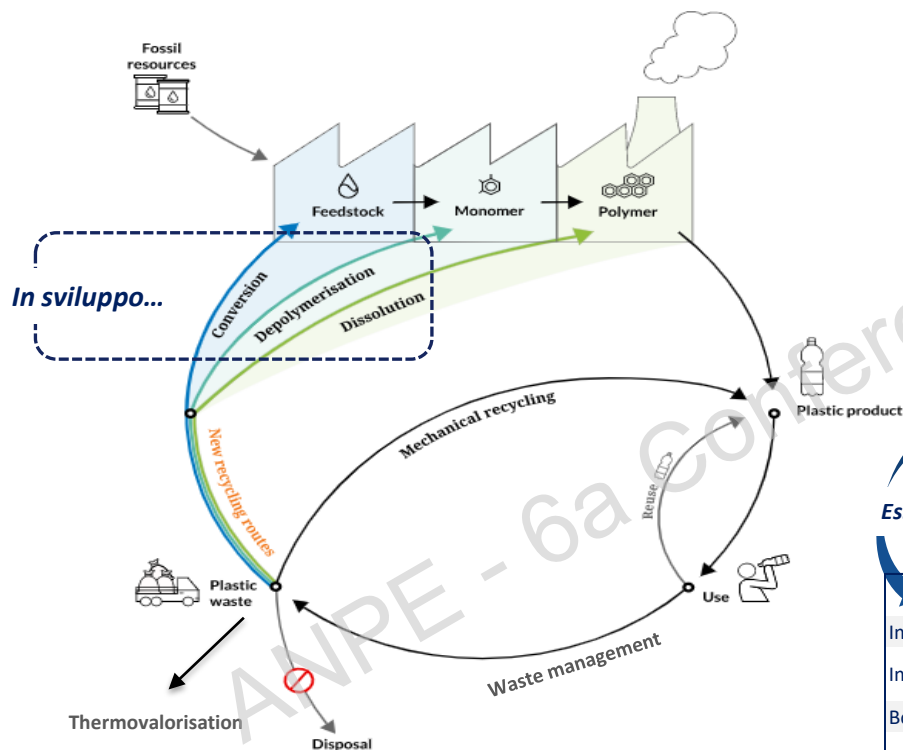 Fossil
resources
Feedstock
Monomer
Polymer
In sviluppo...
Conversion
Depolymerisation
Dissolution
Mechanical recycling
Plastic product
New recycling routes
Reuse
Plastic
waste
Use
Waste management
Thermovalorisation
Disposal
ANPE - 6a Confere
Es
In
In